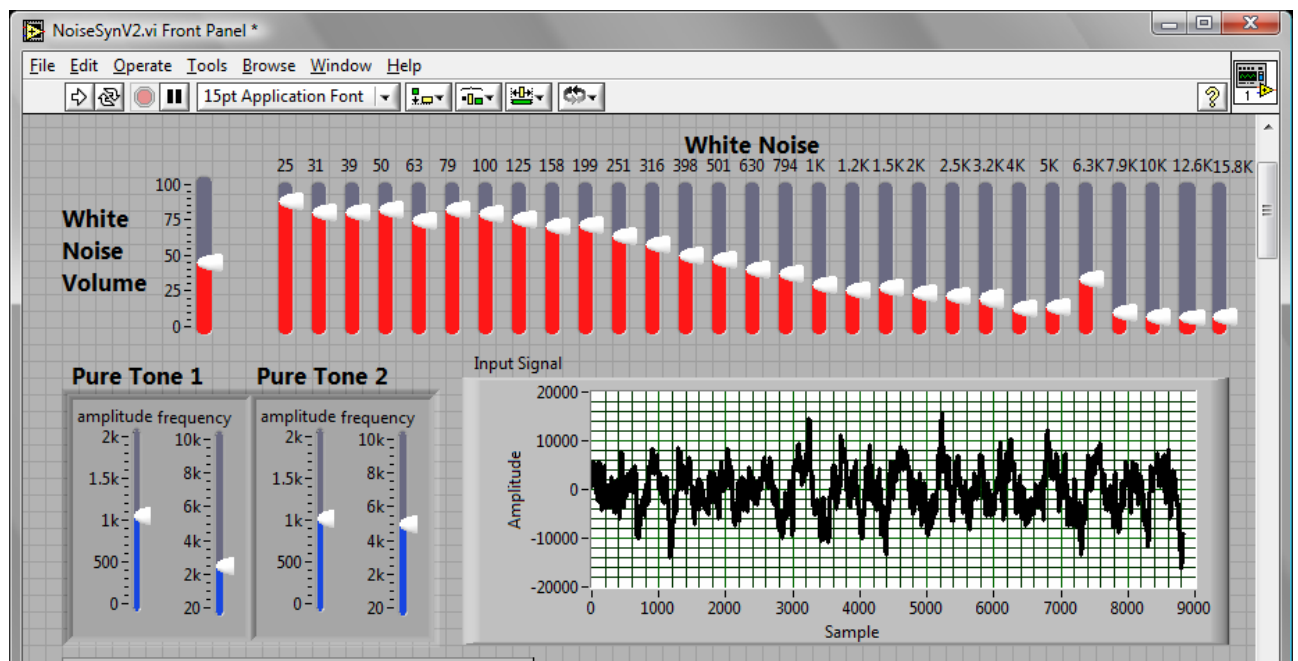 NoiseSynV2.vi Front Panel *
File Edit Operate Tools Browse Window Help
15pt Application Font
1
White Noise
25 31 39 50 63 79 100 125 158 199 251 316 398 501 630 794 1K 1.2K 1.5K 2K 2.5K 3.2K 4K 5K 6.3K 7.9K 10K 12.6K 15.8K
White
Noise
Volume
100
75
50
25
0
Pure Tone 1
amplitude frequency
2k
1.5k
1k
500
0
10k
8k
6k
4k
2k
20
Pure Tone 2
amplitude frequency
2k
1.5k
1k
500
0
10k
8k
6k
4k
2k
20
Input Signal
Amplitude
20000
10000
0
-10000
-20000
0 1000 2000 3000 4000 5000 6000 7000 8000 9000
Sample